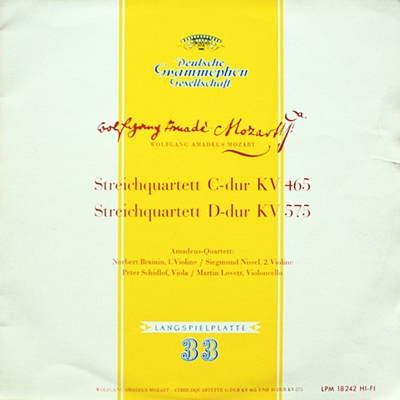 Deutsche
Grammophon
Gesellschaft
Wolfgang Amadè Mozart
WOLFGANG AMADEUS MOZART
Streichquartett C-dur KV 465
Streichquartett D-dur KV 575
Amadeus-Quartett:
Norbert Brainin, 1. Violine / Siegmund Nissel, 2. Violine
Peter Schidlof, Viola / Martin Lovett, Violoncello
LANGSPIELPLATTE
33
WOLFGANG AMADEUS MOZART · STREICHQUARTETTE C-DUR KV 465 UND D-DUR KV 575
LPM 18 242 HI-FI